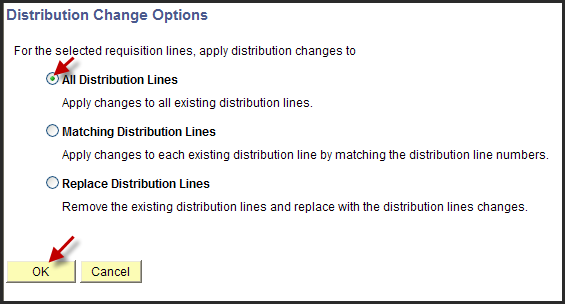 Distribution Change Options
For the selected requisition lines, apply distribution changes to
All Distribution Lines
Apply changes to all existing distribution lines.
Matching Distribution Lines
Apply changes to each existing distribution line by matching the distribution line numbers.
Replace Distribution Lines
Remove the existing distribution lines and replace with the distribution lines changes.
OK Cancel